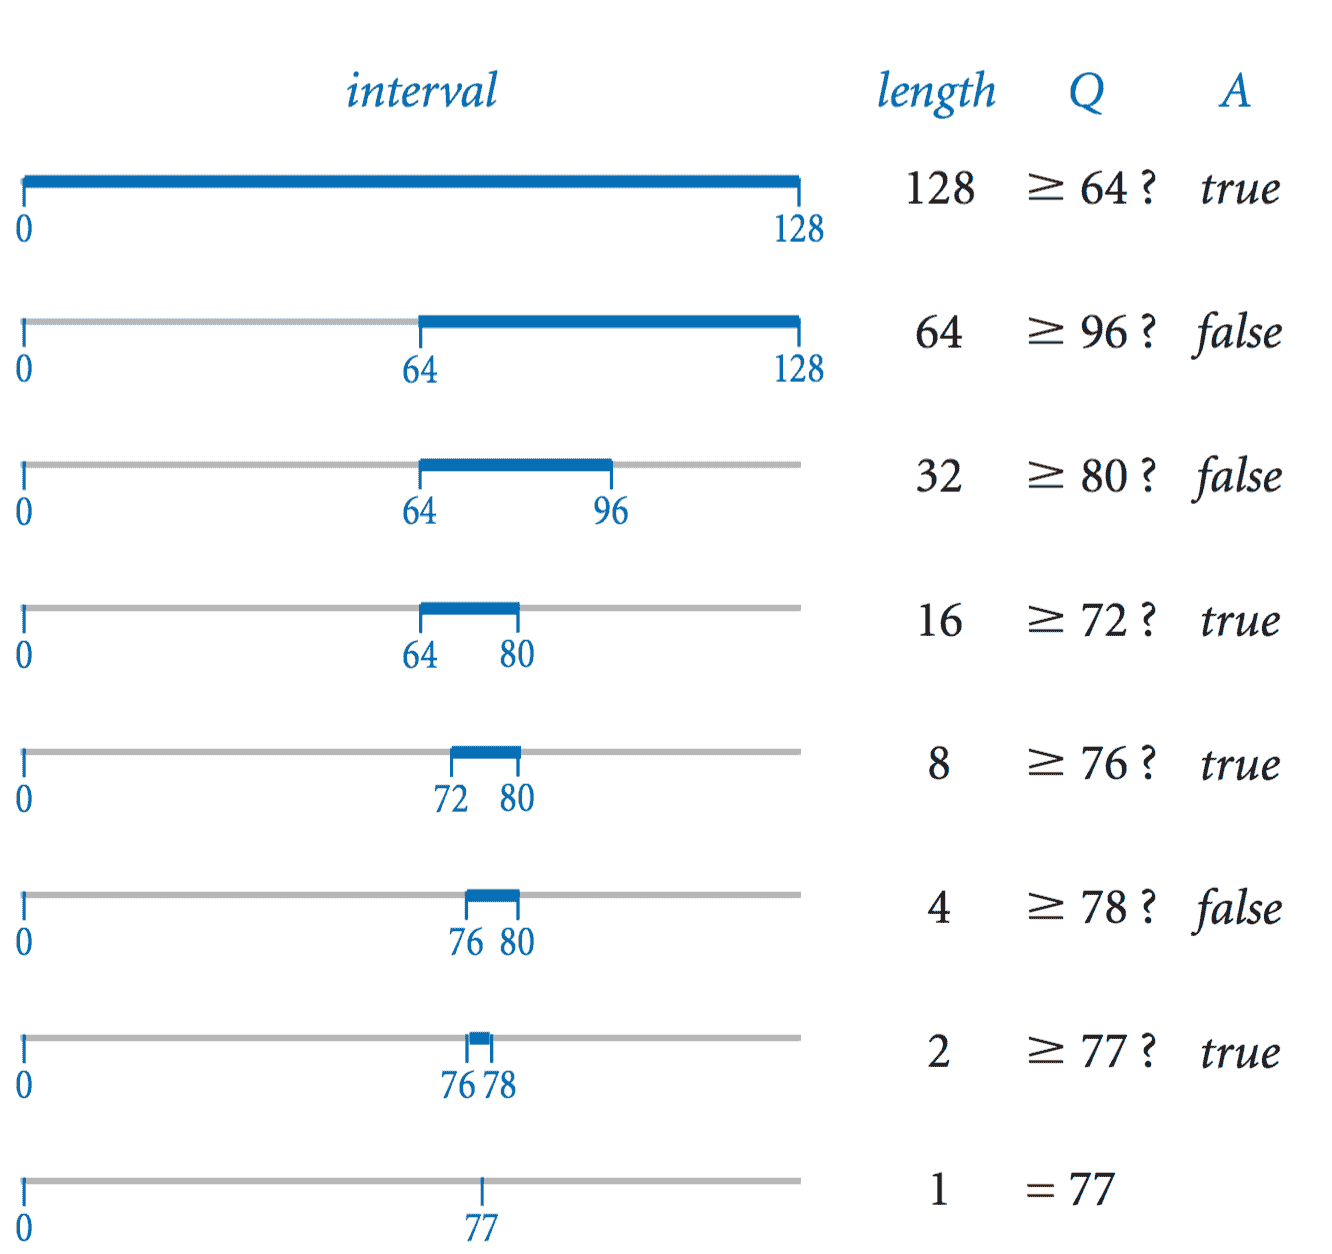 interval length Q A
128 ≥ 64 ? true
0 128
64 ≥ 96 ? false
0 64 128
32 ≥ 80 ? false
0 64 96
16 ≥ 72 ? true
0 64 80
8 ≥ 76 ? true
0 72 80
4 ≥ 78 ? false
0 76 80
2 ≥ 77 ? true
0 76 78
1 = 77
0 77